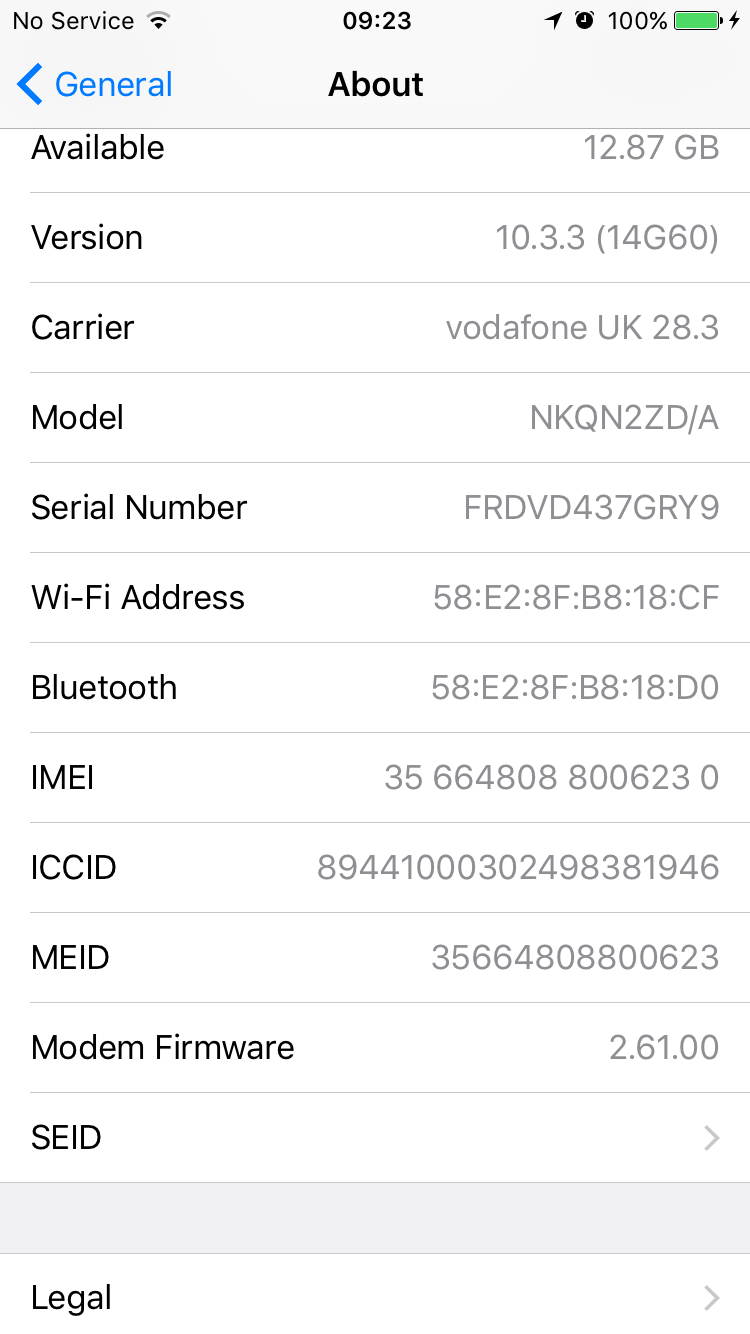 No Service 09:23 100%
General About
Available 12.87 GB
Version 10.3.3 (14G60)
Carrier vodafone UK 28.3
Model NKQN2ZD/A
Serial Number FRDVD437GRY9
Wi-Fi Address 58:E2:8F:B8:18:CF
Bluetooth 58:E2:8F:B8:18:D0
IMEI 35 664808 800623 0
ICCID 89441000302498381946
MEID 35664808800623
Modem Firmware 2.61.00
SEID
Legal